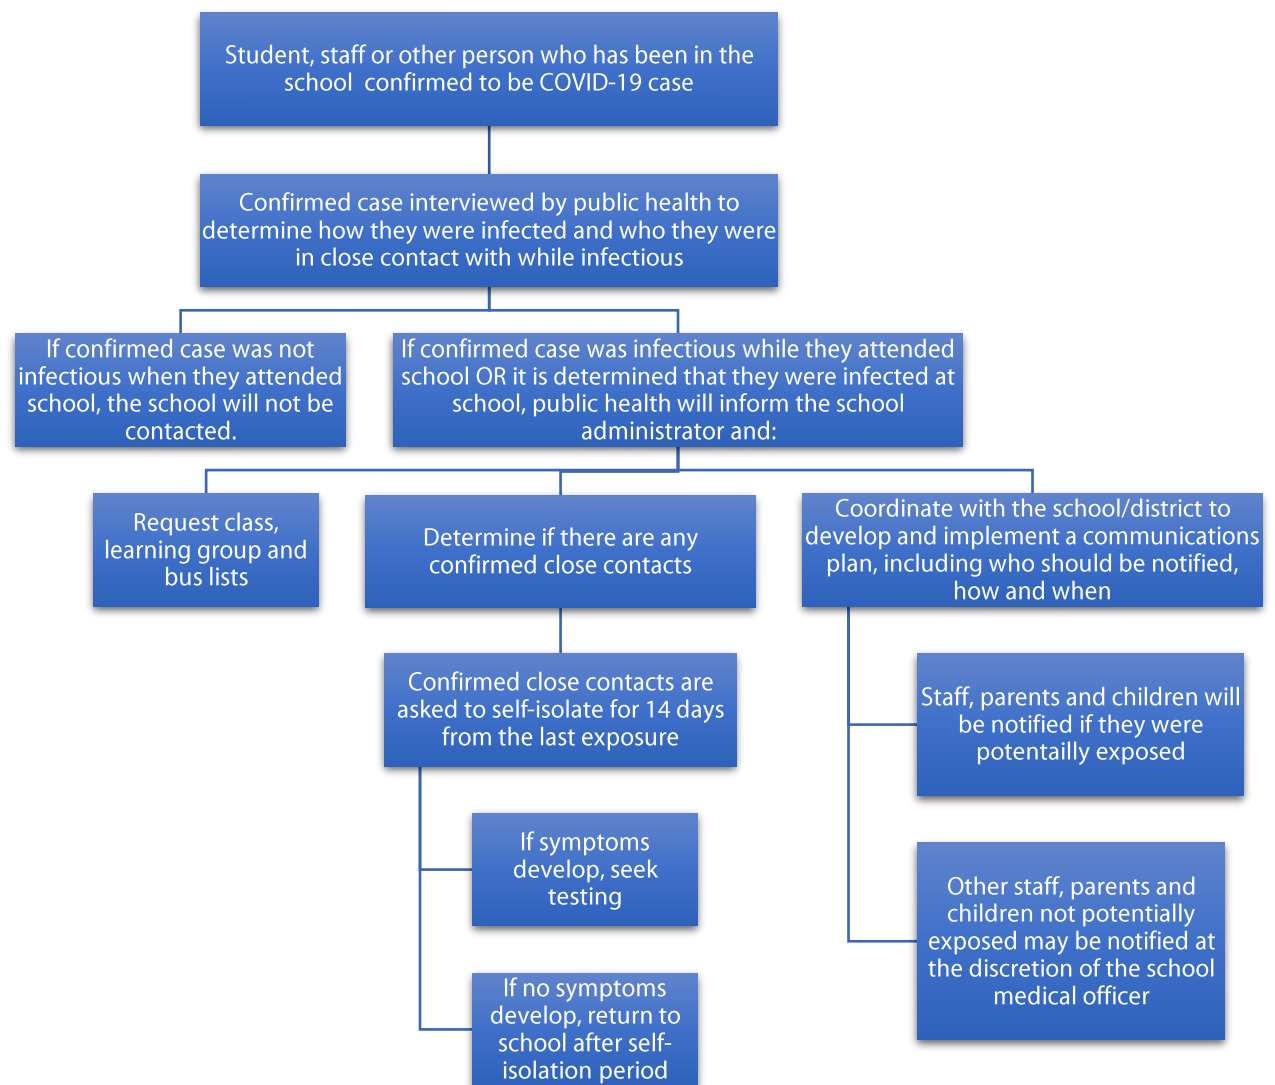 Student, staff or other person who has been in the
school  confirmed to be COVID-19 case
Confirmed case interviewed by public health to
determine how they were infected and who they were
in close contact with while infectious
If confirmed case was not
infectious when they attended
school, the school will not be
contacted.
If confirmed case was infectious while they attended
school OR it is determined that they were infected at
school, public health will inform the school
administrator and:
Request class,
learning group and
bus lists
Determine if there are any
confirmed close contacts
Confirmed close contacts are
asked to self-isolate for 14 days
from the last exposure
If symptoms
develop, seek
testing
If no symptoms
develop, return to
school after self-
isolation period
Coordinate with the school/district to
develop and implement a communications
plan, including who should be notified,
how and when
Staff, parents and children will
be notified if they were
potentailly exposed
Other staff, parents and
children not potentially
exposed may be notified at
the discretion of the school
medical officer